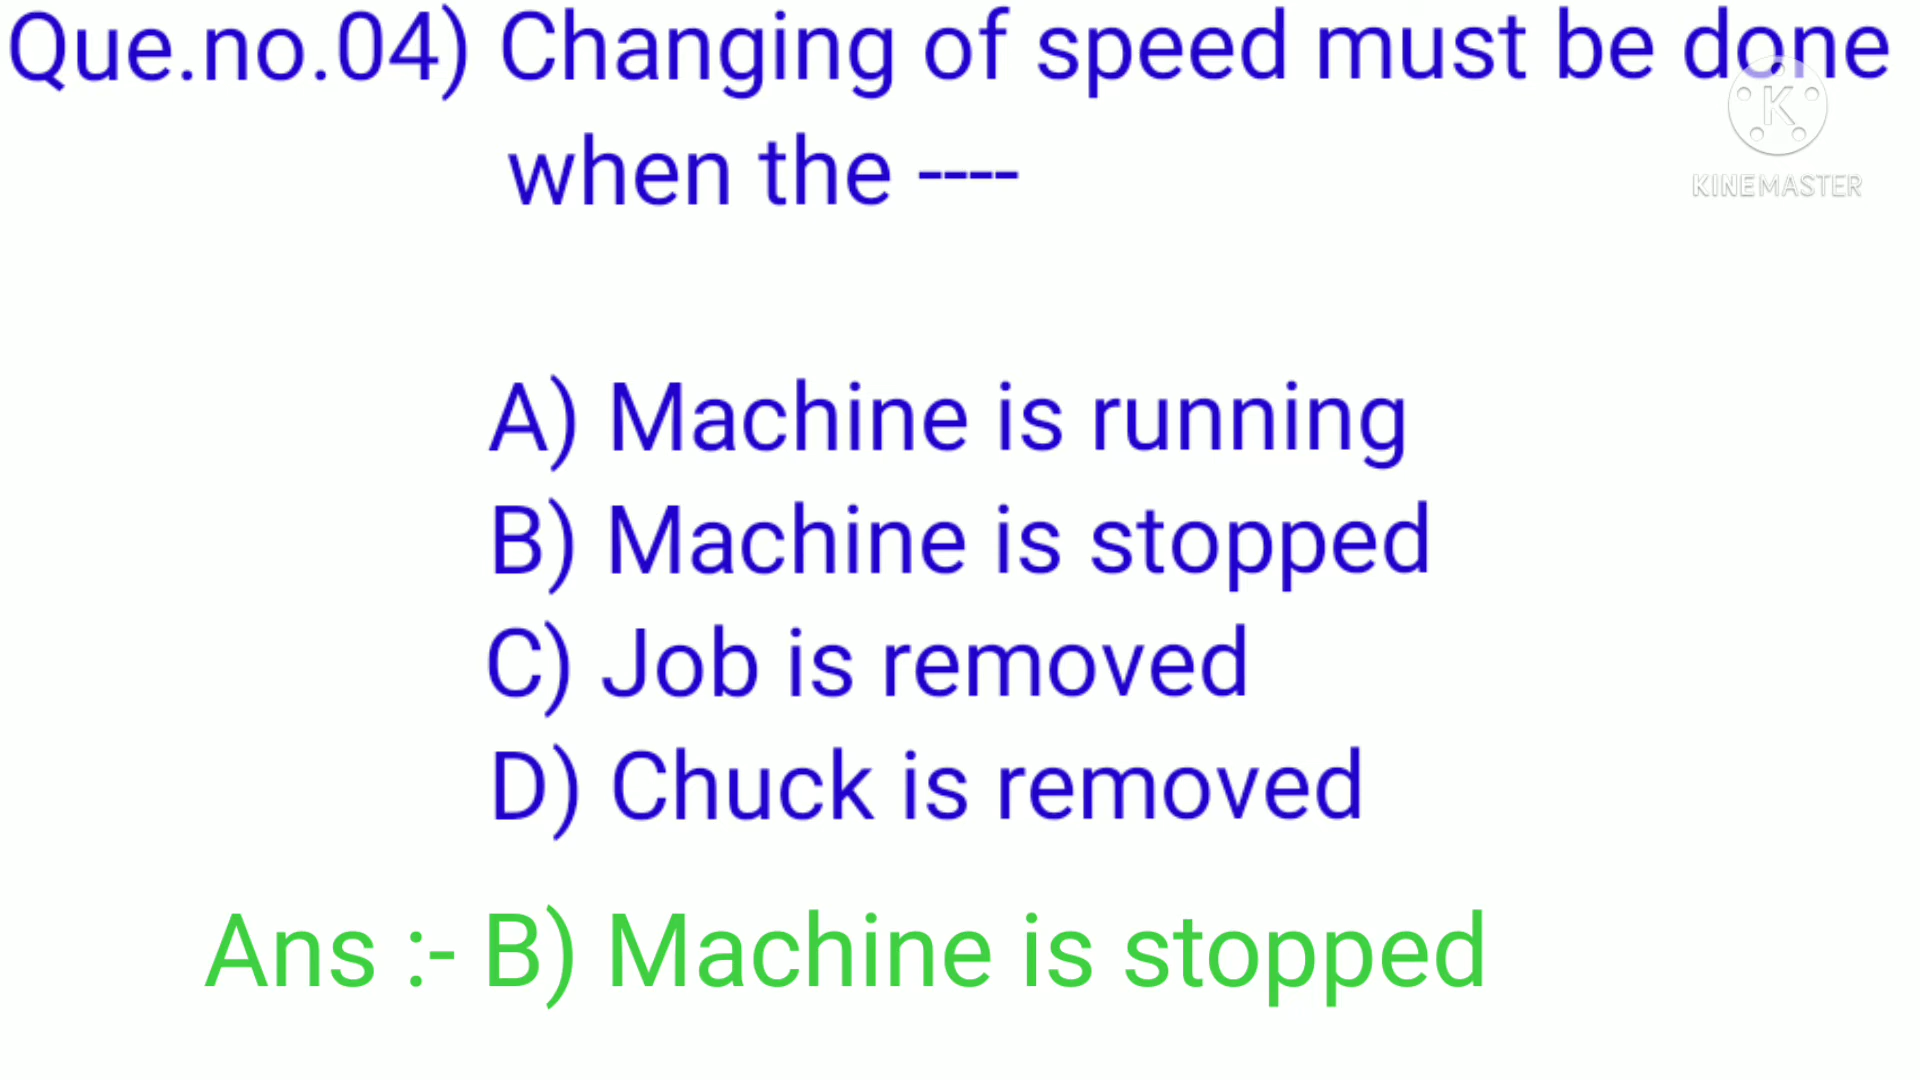 Que.no.04) Changing of speed must be done
when the ----
KINEMASTER
A) Machine is running
B) Machine is stopped
C) Job is removed
D) Chuck is removed
Ans :- B) Machine is stopped